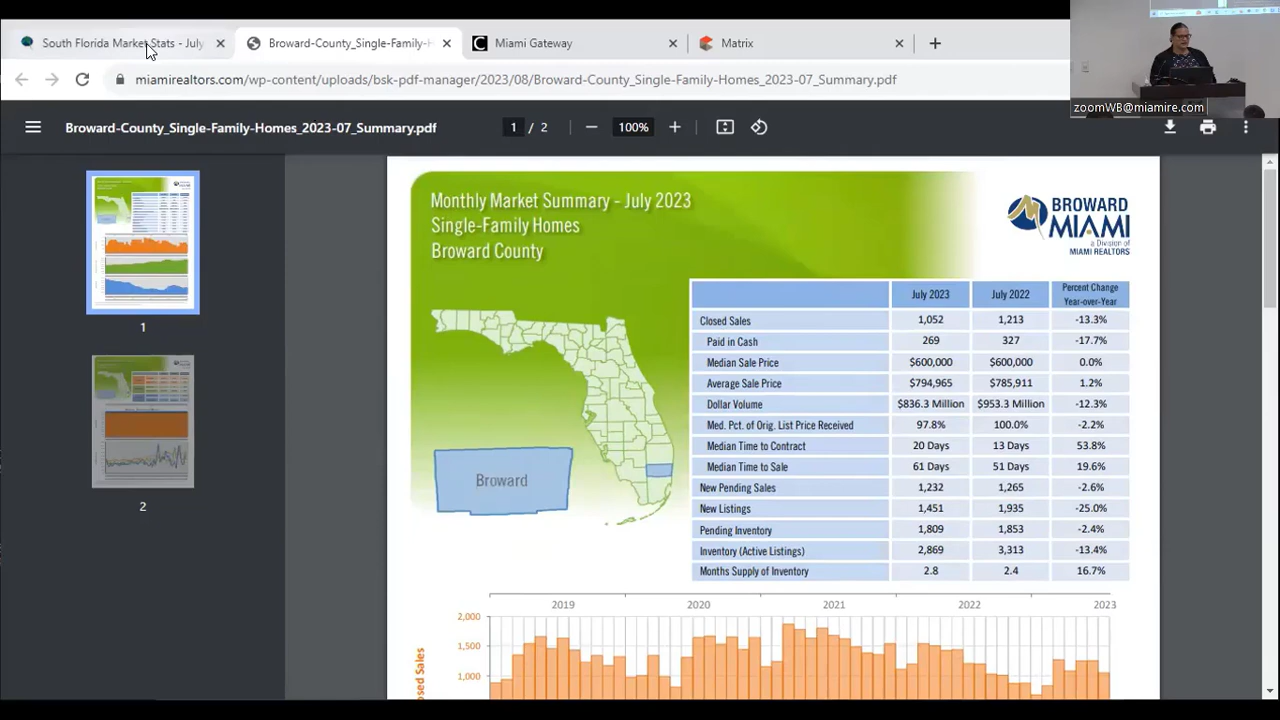 South Florida Market Stats - July
Broward-County_Single-Family-H
Miami Gateway
Matrix
miamirealtors.com/wp-content/uploads/bsk-pdf-manager/2023/08/Broward-County_Single-Family-Homes_2023-07_Summary.pdf
zoomWB@miamire.com
Broward-County_Single-Family-Homes_2023-07_Summary.pdf
1 / 2
100%
1
2
Monthly Market Summary - July 2023
Single-Family Homes
Broward County
BROWARD
MIAMI
a Division of
MIAMI REALTORS
Broward
July 2023 July 2022 Percent Change Year-over-Year
Closed Sales 1,052 1,213 -13.3%
Paid in Cash 269 327 -17.7%
Median Sale Price $600,000 $600,000 0.0%
Average Sale Price $794,965 $785,911 1.2%
Dollar Volume $836.3 Million $953.3 Million -12.3%
Med. Pct. of Orig. List Price Received 97.8% 100.0% -2.2%
Median Time to Contract 20 Days 13 Days 53.8%
Median Time to Sale 61 Days 51 Days 19.6%
New Pending Sales 1,232 1,265 -2.6%
New Listings 1,451 1,935 -25.0%
Pending Inventory 1,809 1,853 -2.4%
Inventory (Active Listings) 2,869 3,313 -13.4%
Months Supply of Inventory 2.8 2.4 16.7%
2019 2020 2021 2022 2023
2,000
1,500
1,000
osed Sales